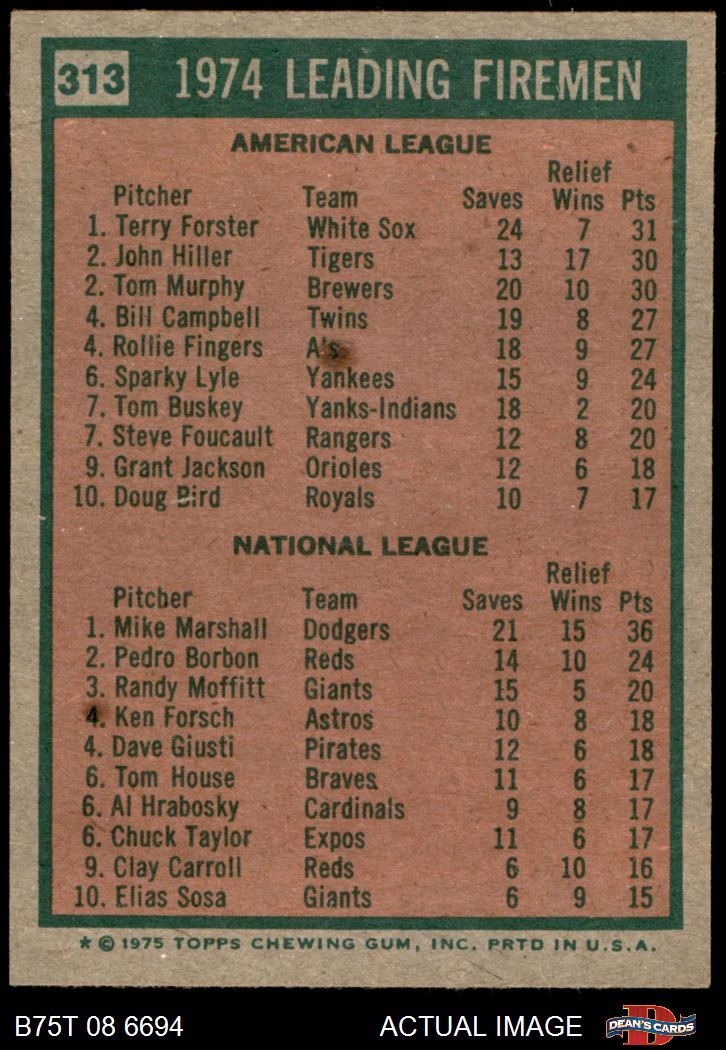 313 1974 LEADING FIREMEN
AMERICAN LEAGUE
Relief
Pitcher Team Saves Wins Pts
1. Terry Forster White Sox 24 7 31
2. John Hiller Tigers 13 17 30
2. Tom Murphy Brewers 20 10 30
4. Bill Campbell Twins 19 8 27
4. Rollie Fingers A's 18 9 27
6. Sparky Lyle Yankees 15 9 24
7. Tom Buskey Yanks-Indians 18 2 20
7. Steve Foucault Rangers 12 8 20
9. Grant Jackson Orioles 12 6 18
10. Doug Bird Royals 10 7 17
NATIONAL LEAGUE
Relief
Pitcher Team Saves Wins Pts
1. Mike Marshall Dodgers 21 15 36
2. Pedro Borbon Reds 14 10 24
3. Randy Moffitt Giants 15 5 20
4. Ken Forsch Astros 10 8 18
4. Dave Giusti Pirates 12 6 18
6. Tom House Braves 11 6 17
6. Al Hrabosky Cardinals 9 8 17
6. Chuck Taylor Expos 11 6 17
9. Clay Carroll Reds 6 10 16
10. Elias Sosa Giants 6 9 15
* © 1975 TOPPS CHEWING GUM, INC. PRTD IN U.S.A.
B75T 08 6694 ACTUAL IMAGE D DEAN'S CARDS